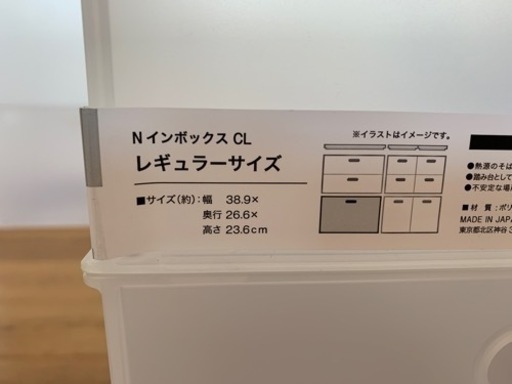 N インボックス CL
レギュラーサイズ
■サイズ(約):幅 38.9×
奥行 26.6×
高さ 23.6cm
※イラストはイメージです。
●熱源のそば
●踏み台として
●不安定な場所
■材 質:ポリ
MADE IN JAPA
東京都北区神谷3